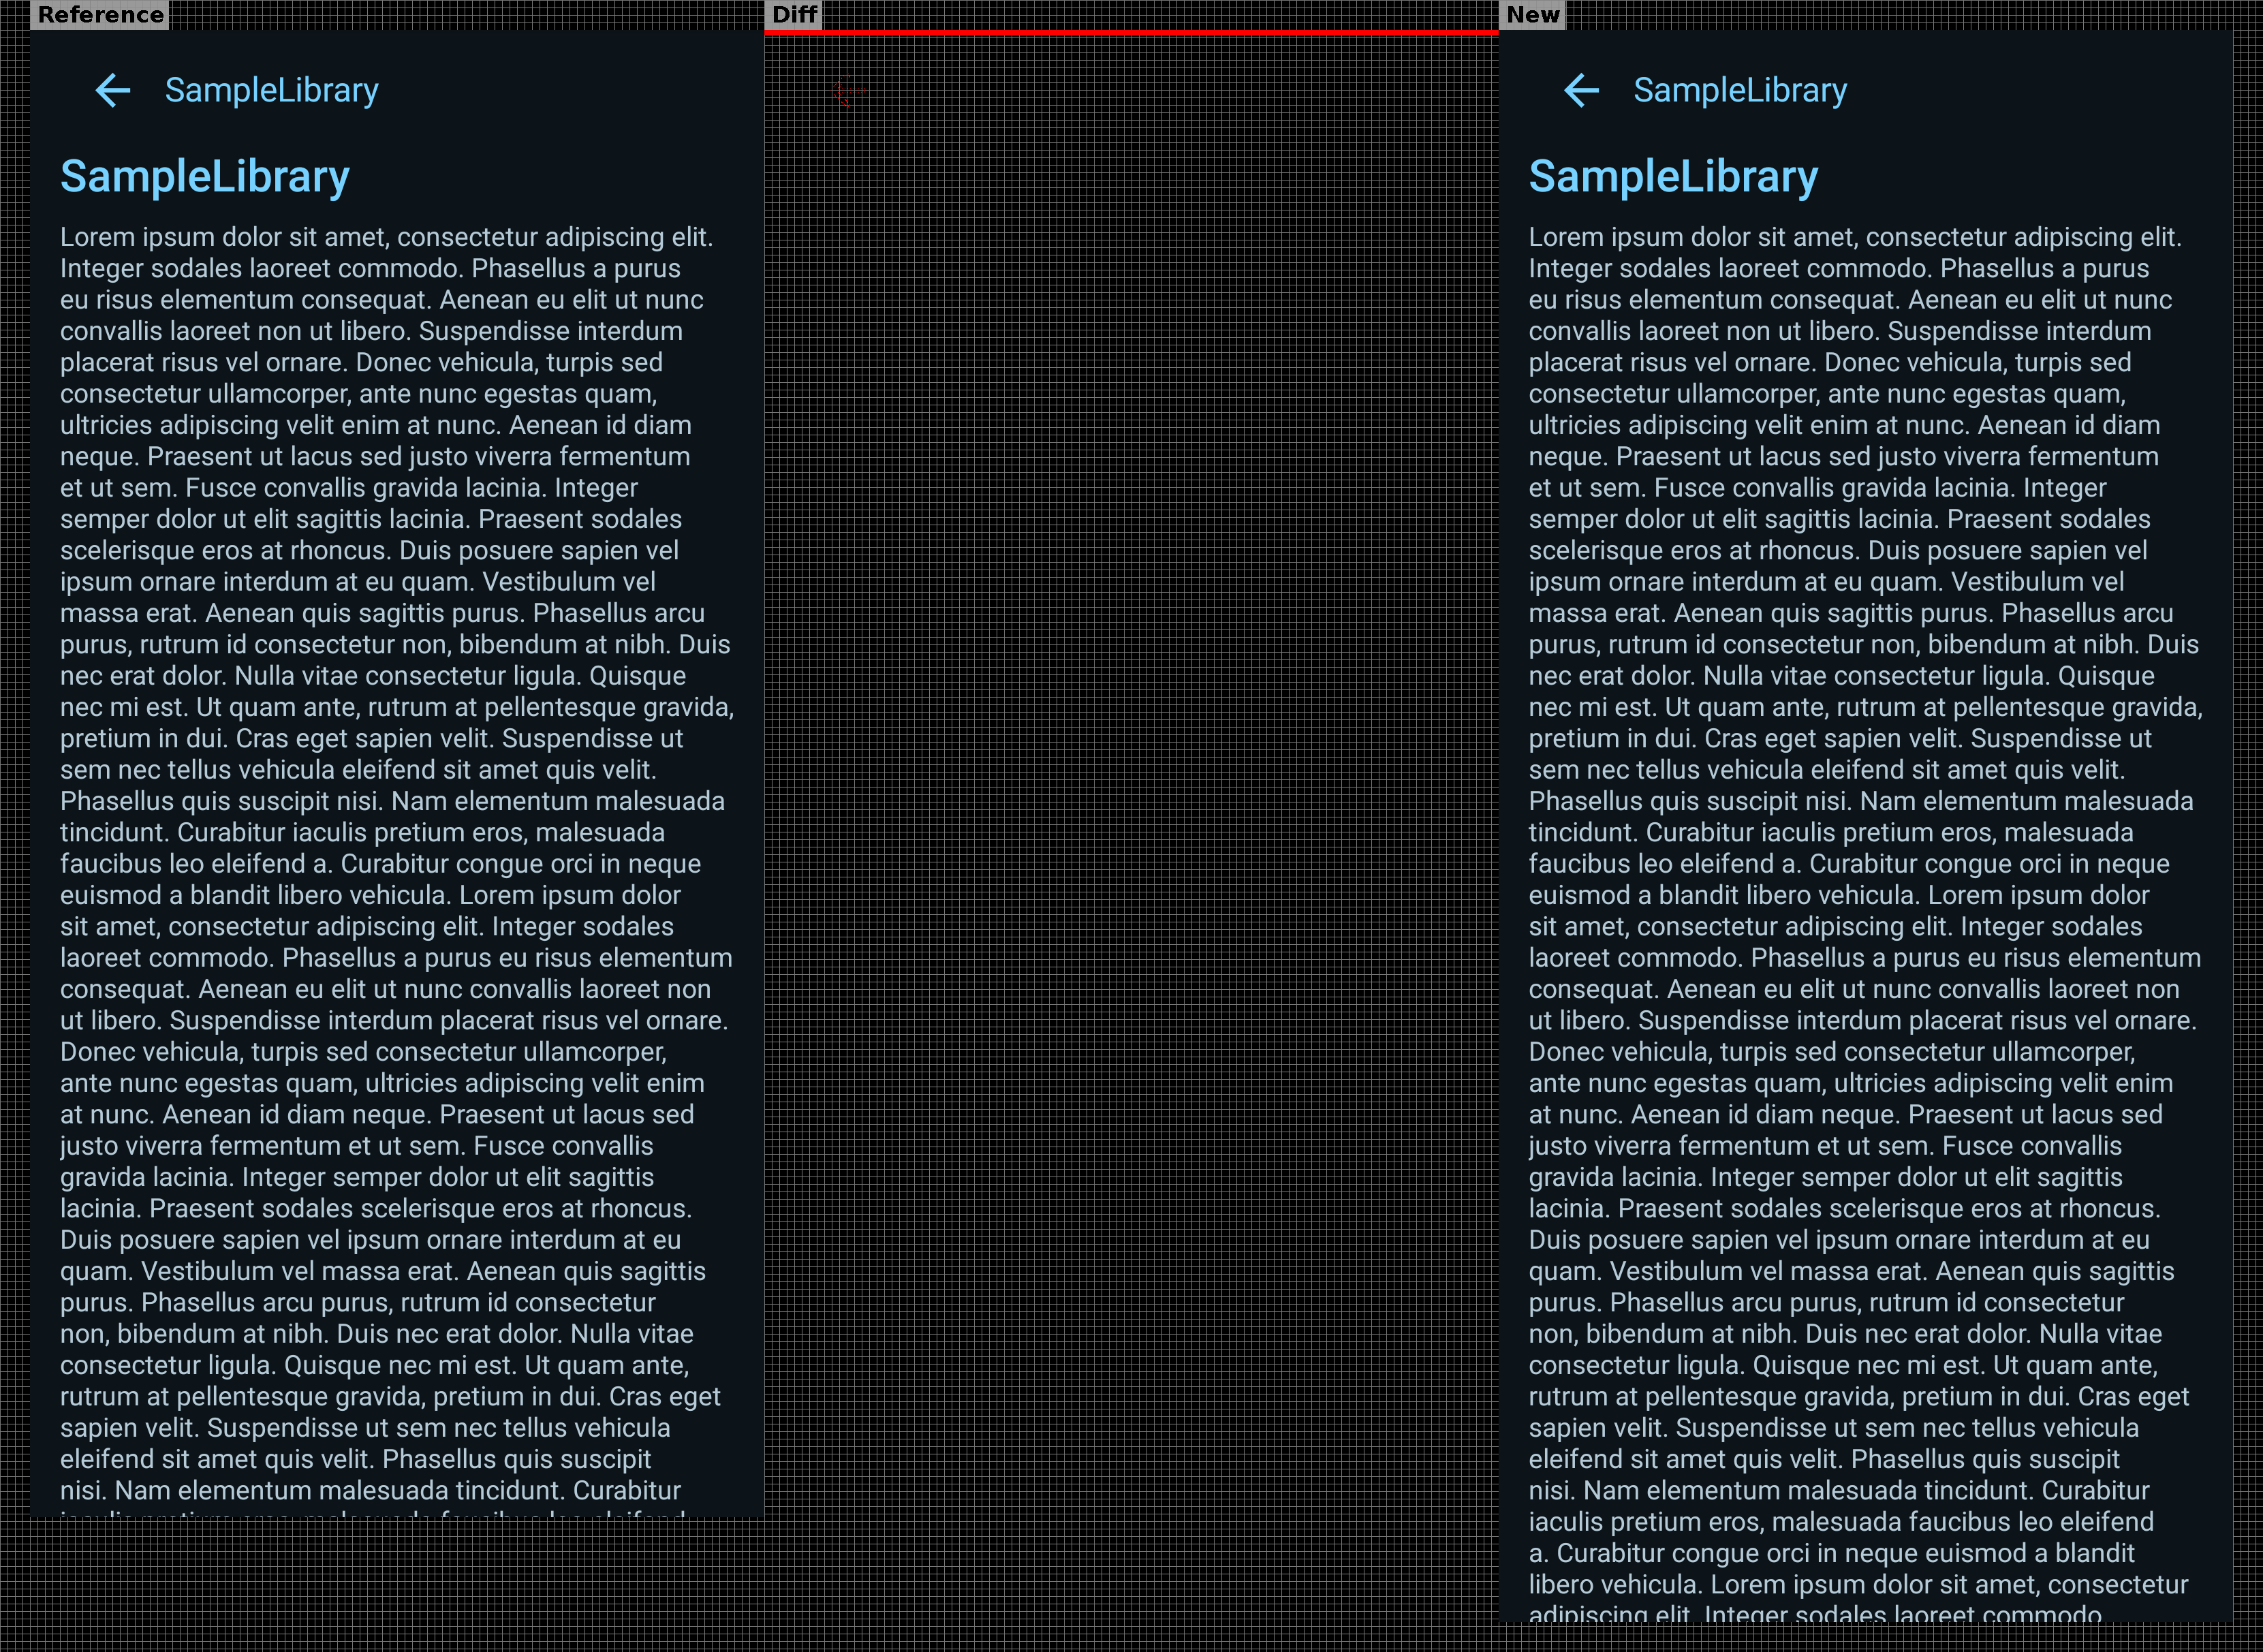 Reference
Diff
New
SampleLibrary
SampleLibrary
Lorem ipsum dolor sit amet, consectetur adipiscing elit.
Integer sodales laoreet commodo. Phasellus a purus
eu risus elementum consequat. Aenean eu elit ut nunc
convallis laoreet non ut libero. Suspendisse interdum
placerat risus vel ornare. Donec vehicula, turpis sed
consectetur ullamcorper, ante nunc egestas quam,
ultricies adipiscing velit enim at nunc. Aenean id diam
neque. Praesent ut lacus sed justo viverra fermentum
et ut sem. Fusce convallis gravida lacinia. Integer
semper dolor ut elit sagittis lacinia. Praesent sodales
scelerisque eros at rhoncus. Duis posuere sapien vel
ipsum ornare interdum at eu quam. Vestibulum vel
massa erat. Aenean quis sagittis purus. Phasellus arcu
purus, rutrum id consectetur non, bibendum at nibh. Duis
nec erat dolor. Nulla vitae consectetur ligula. Quisque
nec mi est. Ut quam ante, rutrum at pellentesque gravida,
pretium in dui. Cras eget sapien velit. Suspendisse ut
sem nec tellus vehicula eleifend sit amet quis velit.
Phasellus quis suscipit nisi. Nam elementum malesuada
tincidunt. Curabitur iaculis pretium eros, malesuada
faucibus leo eleifend a. Curabitur congue orci in neque
euismod a blandit libero vehicula. Lorem ipsum dolor
sit amet, consectetur adipiscing elit. Integer sodales
laoreet commodo. Phasellus a purus eu risus elementum
consequat. Aenean eu elit ut nunc convallis laoreet non
ut libero. Suspendisse interdum placerat risus vel ornare.
Donec vehicula, turpis sed consectetur ullamcorper,
ante nunc egestas quam, ultricies adipiscing velit enim
at nunc. Aenean id diam neque. Praesent ut lacus sed
justo viverra fermentum et ut sem. Fusce convallis
gravida lacinia. Integer semper dolor ut elit sagittis
lacinia. Praesent sodales scelerisque eros at rhoncus.
Duis posuere sapien vel ipsum ornare interdum at eu
quam. Vestibulum vel massa erat. Aenean quis sagittis
purus. Phasellus arcu purus, rutrum id consectetur
non, bibendum at nibh. Duis nec erat dolor. Nulla vitae
consectetur ligula. Quisque nec mi est. Ut quam ante,
rutrum at pellentesque gravida, pretium in dui. Cras eget
sapien velit. Suspendisse ut sem nec tellus vehicula
eleifend sit amet quis velit. Phasellus quis suscipit
nisi. Nam elementum malesuada tincidunt. Curabitur
SampleLibrary
SampleLibrary
Lorem ipsum dolor sit amet, consectetur adipiscing elit.
Integer sodales laoreet commodo. Phasellus a purus
eu risus elementum consequat. Aenean eu elit ut nunc
convallis laoreet non ut libero. Suspendisse interdum
placerat risus vel ornare. Donec vehicula, turpis sed
consectetur ullamcorper, ante nunc egestas quam,
ultricies adipiscing velit enim at nunc. Aenean id diam
neque. Praesent ut lacus sed justo viverra fermentum
et ut sem. Fusce convallis gravida lacinia. Integer
semper dolor ut elit sagittis lacinia. Praesent sodales
scelerisque eros at rhoncus. Duis posuere sapien vel
ipsum ornare interdum at eu quam. Vestibulum vel
massa erat. Aenean quis sagittis purus. Phasellus arcu
purus, rutrum id consectetur non, bibendum at nibh. Duis
nec erat dolor. Nulla vitae consectetur ligula. Quisque
nec mi est. Ut quam ante, rutrum at pellentesque gravida,
pretium in dui. Cras eget sapien velit. Suspendisse ut
sem nec tellus vehicula eleifend sit amet quis velit.
Phasellus quis suscipit nisi. Nam elementum malesuada
tincidunt. Curabitur iaculis pretium eros, malesuada
faucibus leo eleifend a. Curabitur congue orci in neque
euismod a blandit libero vehicula. Lorem ipsum dolor
sit amet, consectetur adipiscing elit. Integer sodales
laoreet commodo. Phasellus a purus eu risus elementum
consequat. Aenean eu elit ut nunc convallis laoreet non
ut libero. Suspendisse interdum placerat risus vel ornare.
Donec vehicula, turpis sed consectetur ullamcorper,
ante nunc egestas quam, ultricies adipiscing velit enim
at nunc. Aenean id diam neque. Praesent ut lacus sed
justo viverra fermentum et ut sem. Fusce convallis
gravida lacinia. Integer semper dolor ut elit sagittis
lacinia. Praesent sodales scelerisque eros at rhoncus.
Duis posuere sapien vel ipsum ornare interdum at eu
quam. Vestibulum vel massa erat. Aenean quis sagittis
purus. Phasellus arcu purus, rutrum id consectetur
non, bibendum at nibh. Duis nec erat dolor. Nulla vitae
consectetur ligula. Quisque nec mi est. Ut quam ante,
rutrum at pellentesque gravida, pretium in dui. Cras eget
sapien velit. Suspendisse ut sem nec tellus vehicula
eleifend sit amet quis velit. Phasellus quis suscipit
nisi. Nam elementum malesuada tincidunt. Curabitur
iaculis pretium eros, malesuada faucibus leo eleifend
a. Curabitur congue orci in neque euismod a blandit
libero vehicula. Lorem ipsum dolor sit amet, consectetur
adipiscing elit. Integer sodales laoreet commodo.